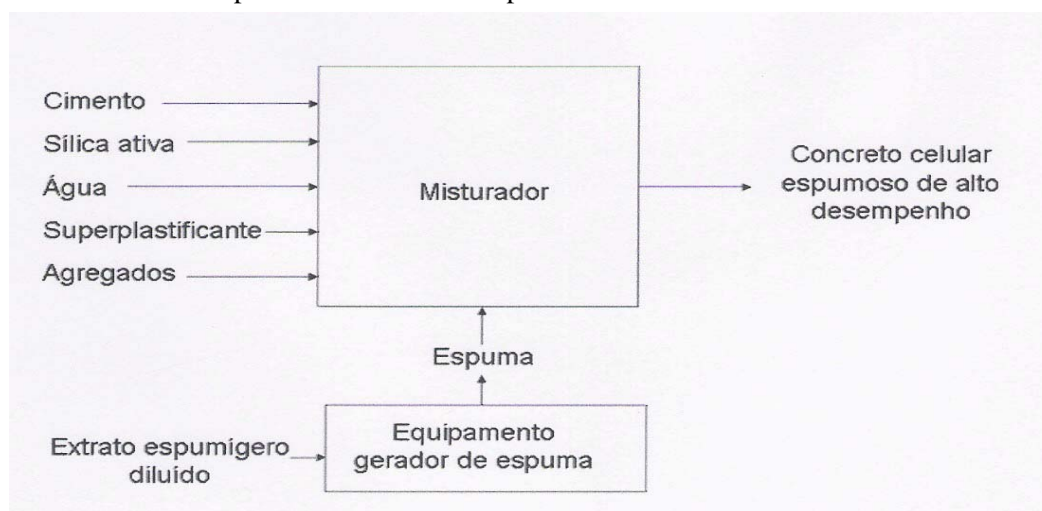 Cimento
Sílica ativa
Água
Superplastificante
Agregados
Misturador
Concreto celular
espumoso de alto
desempenho
Espuma
Extrato espumígero
diluído
Equipamento
gerador de espuma